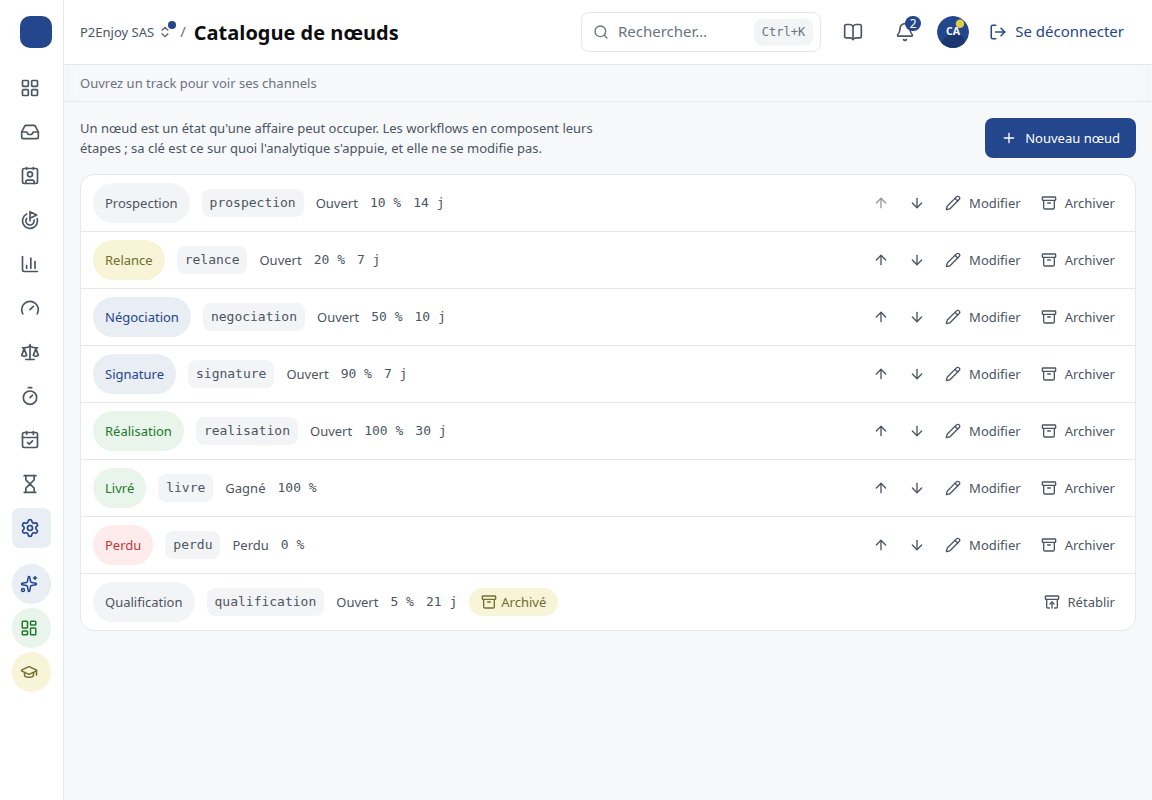 P2Enjoy SAS / Catalogue de nœuds Rechercher... Ctrl+K 2 CA Se déconnecter
Ouvrez un track pour voir ses channels
Un nœud est un état qu'une affaire peut occuper. Les workflows en composent leurs
étapes ; sa clé est ce sur quoi l'analytique s'appuie, et elle ne se modifie pas.
Nouveau nœud
Prospection prospection Ouvert 10 % 14 j Modifier Archiver
Relance relance Ouvert 20 % 7 j Modifier Archiver
Négociation negociation Ouvert 50 % 10 j Modifier Archiver
Signature signature Ouvert 90 % 7 j Modifier Archiver
Réalisation realisation Ouvert 100 % 30 j Modifier Archiver
Livré livre Gagné 100 % Modifier Archiver
Perdu perdu Perdu 0 % Modifier Archiver
Qualification qualification Ouvert 5 % 21 j Archivé Rétablir